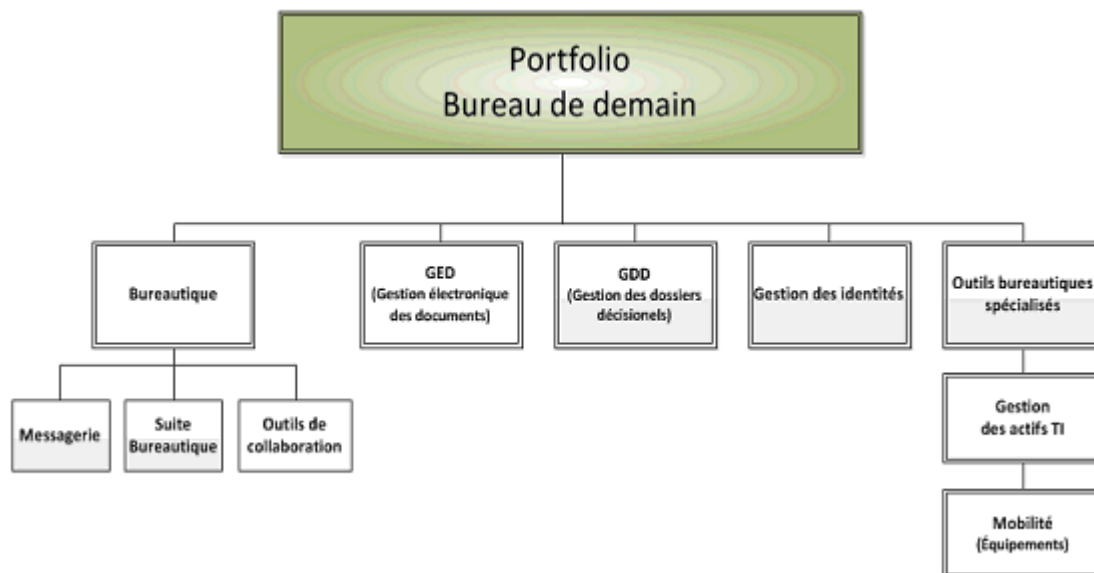 Portfolio
Bureau de demain
Bureautique
GED
(Gestion électronique
des documents)
GDD
(Gestion des dossiers
décisionels)
Gestion des identités
Outils bureautiques
spécialisés
Messagerie
Suite
Bureautique
Outils de
collaboration
Gestion
des actifs TI
Mobilité
(Équipements)